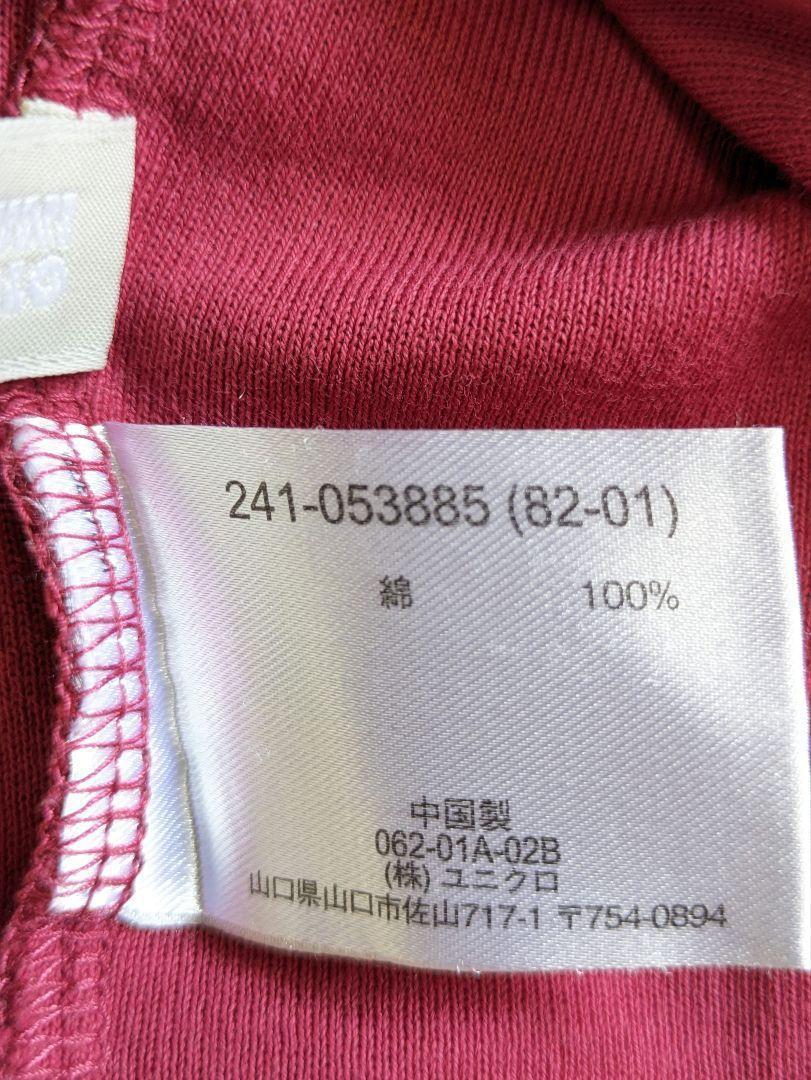 241-053885 (82-01)
綿 100%
中国製
062-01A-02B
(株) ユニクロ
山口県山口市佐山717-1 〒754-0894